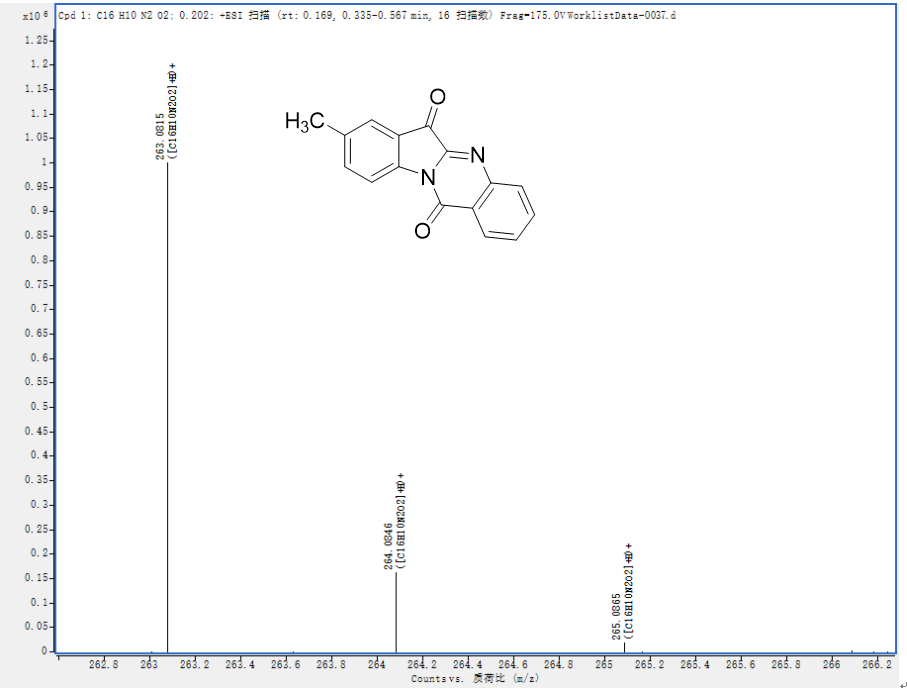 x10 6
Cpd 1: C16 H10 N2 O2: 0.202: +ESI 扫描 (rt: 0.169, 0.335-0.567 min, 16 扫描数) Frag=175.0V WorklistData-0037.d
1.25
1.2
1.15
1.1
1.05
1
0.95
0.9
0.85
0.8
0.75
0.7
0.65
0.6
0.55
0.5
0.45
0.4
0.35
0.3
0.25
0.2
0.15
0.1
0.05
0
263.0815
([C16H10N2O2]+H)+
H3C
O
N
N
O
264.0846
([C16H10N2O2]+H)+
265.0865
([C16H10N2O2]+H)+
262.8 263 263.2 263.4 263.6 263.8 264 264.2 264.4 264.6 264.8 265 265.2 265.4 265.6 265.8 266 266.2
Counts vs. 质荷比 (m/z)